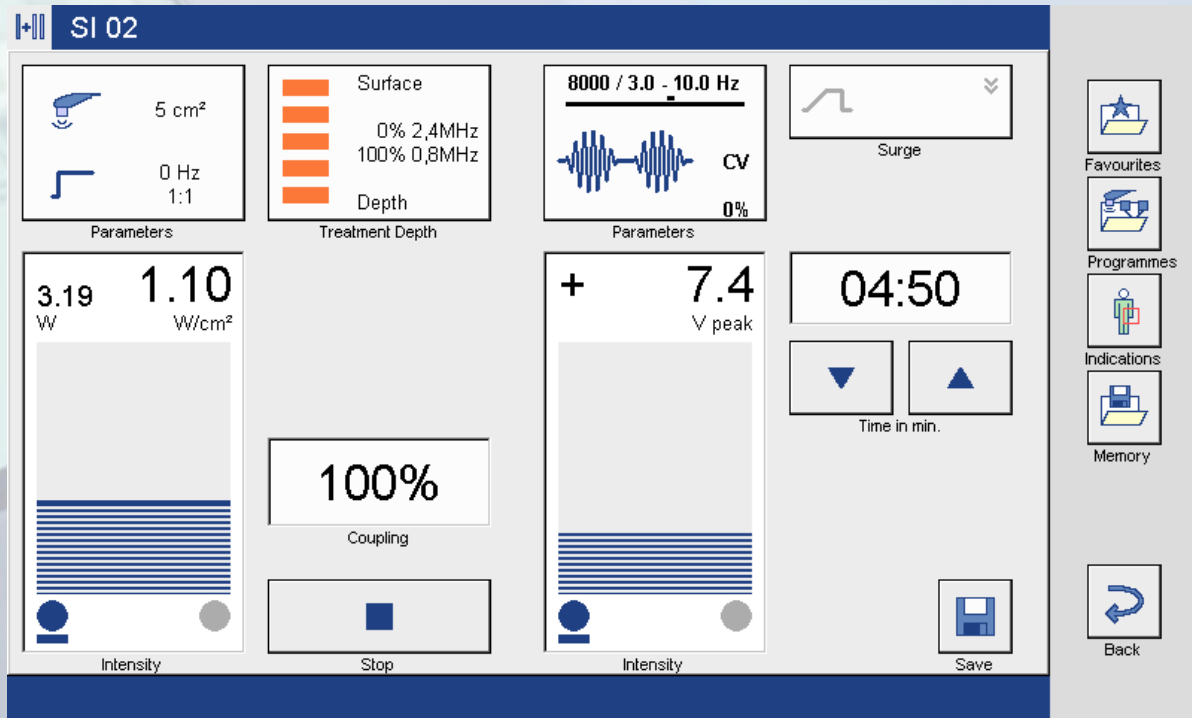 SI 02
5 cm²
0 Hz
1:1
Parameters
Surface
0% 2,4MHz
100% 0,8MHz
Depth
Treatment Depth
8000 / 3.0 - 10.0 Hz
CV
0%
Parameters
Surge
3.19
W
1.10
W/cm²
Intensity
100%
Coupling
Stop
+ 7.4
V peak
Intensity
04:50
Time in min.
Save
Favourites
Programmes
Indications
Memory
Back